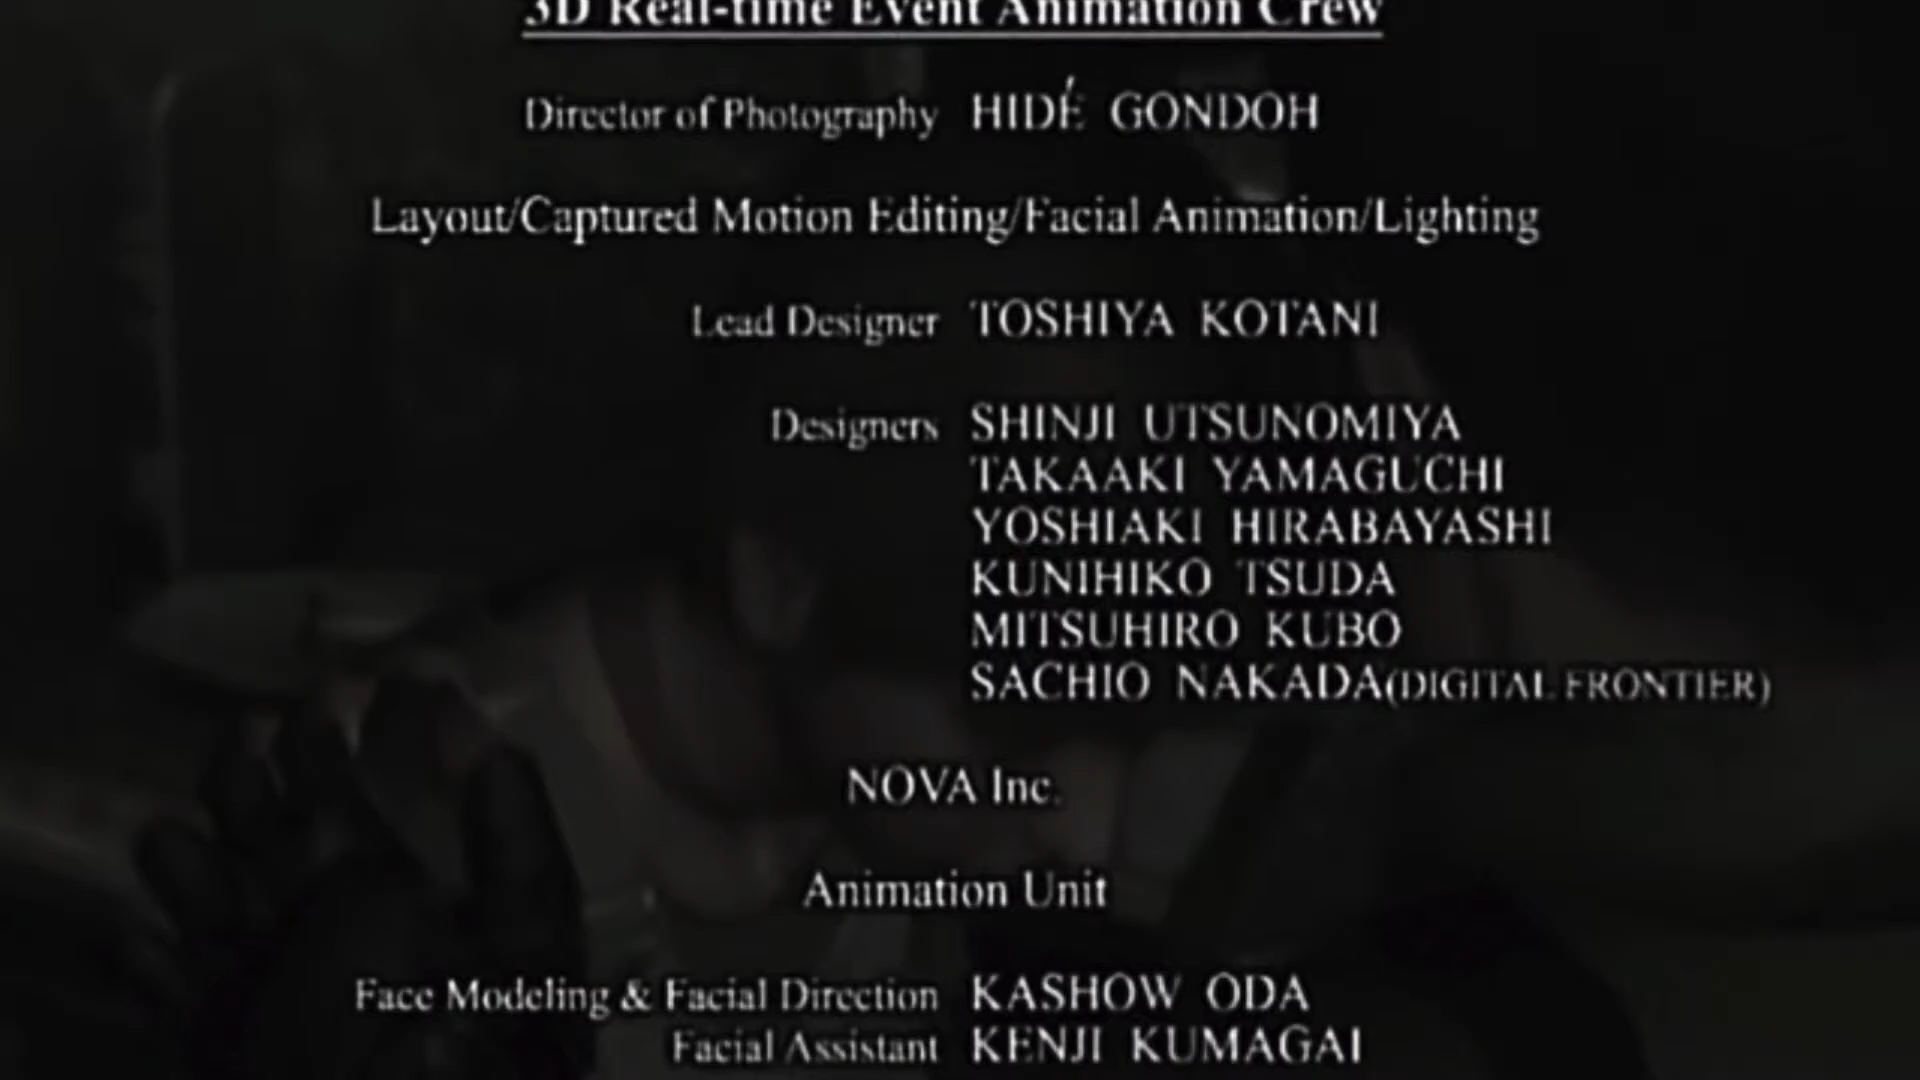 3D Real-time Event Animation Crew
Director of Photography HIDÉ GONDOH
Layout/Captured Motion Editing/Facial Animation/Lighting
Lead Designer TOSHIYA KOTANI
Designers SHINJI UTSUNOMIYA
TAKAAKI YAMAGUCHI
YOSHIAKI HIRABAYASHI
KUNIHIKO TSUDA
MITSUHIRO KUBO
SACHIO NAKADA(DIGITAL FRONTIER)
NOVA Inc.
Animation Unit
Face Modeling & Facial Direction KASHOW ODA
Facial Assistant KENJI KUMAGAI